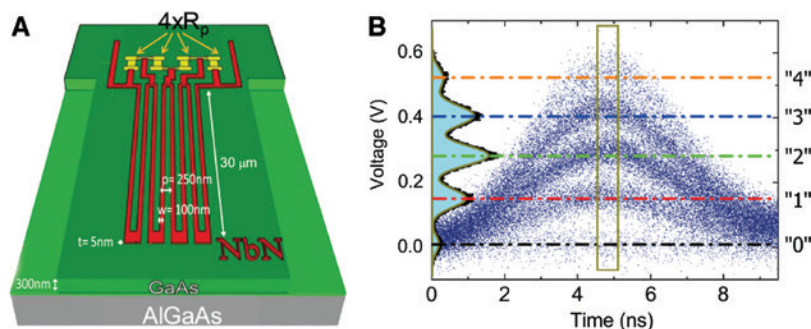 A
4xRp
30 μm
p= 250nm
w= 100nm
t= 5nm
NbN
300nm
GaAs
AlGaAs
B
Voltage (V)
0.6
0.4
0.2
0.0
"4"
"3"
"2"
"1"
"0"
0 2 4 6 8
Time (ns)